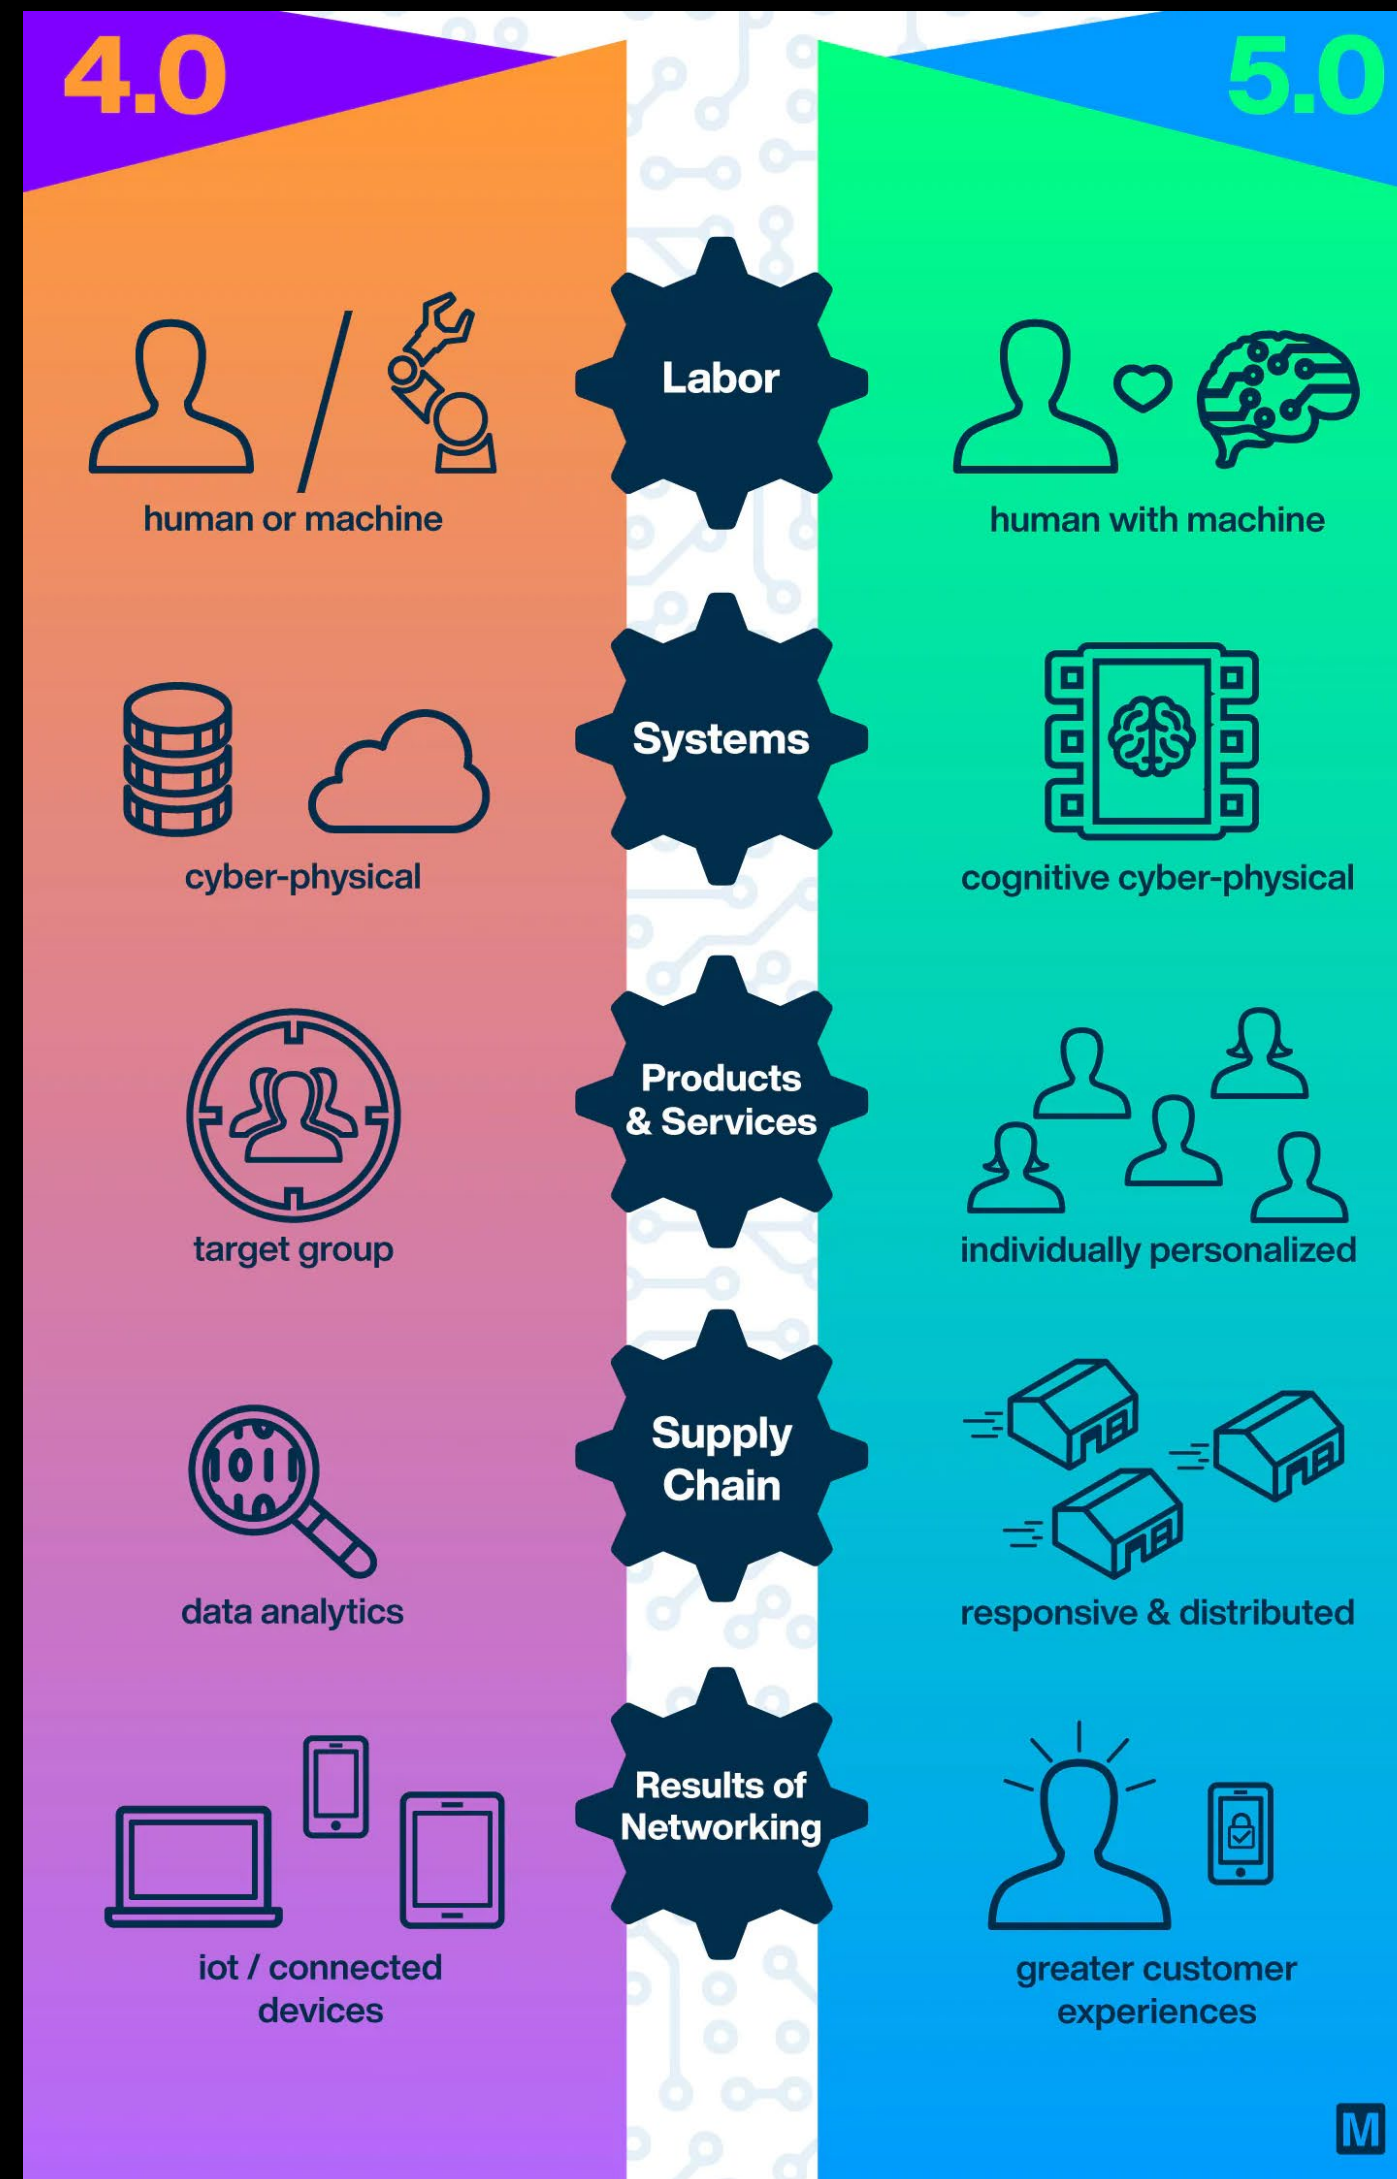 4.0
5.0
Labor
human or machine
human with machine
Systems
cyber-physical
cognitive cyber-physical
Products
& Services
target group
individually personalized
1011
10
Supply
Chain
data analytics
responsive & distributed
Results of
Networking
iot / connected
devices
greater customer
experiences
M